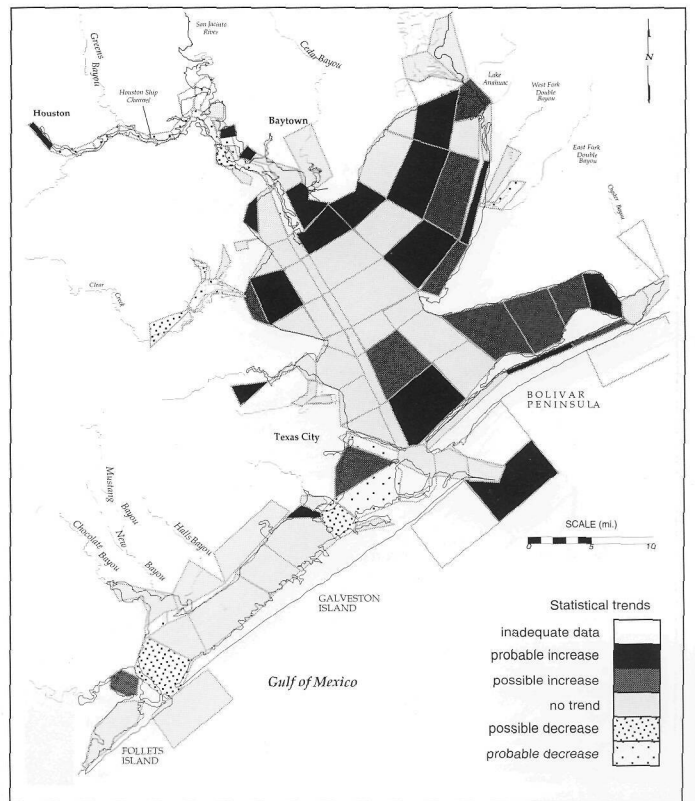 San Jacinto
Rivers
Greens
Bayou
Cedar Bayou
Houston Ship
Channel
N
Lake
Anahuac
West Fork
Double
Bayou
Houston
Baytown
East Fork
Double
Bayou
Oyster Bayou
Clear
Creek
BOLIVAR
PENINSULA
Texas City
Mustang
Bayou
New
Bayou
Chocolate
Bayou
Halls Bayou
SCALE (mi.)
0 5 10
GALVESTON
ISLAND
Gulf of Mexico
FOLLETS
ISLAND
Statistical trends
inadequate data
probable increase
possible increase
no trend
possible decrease
probable decrease